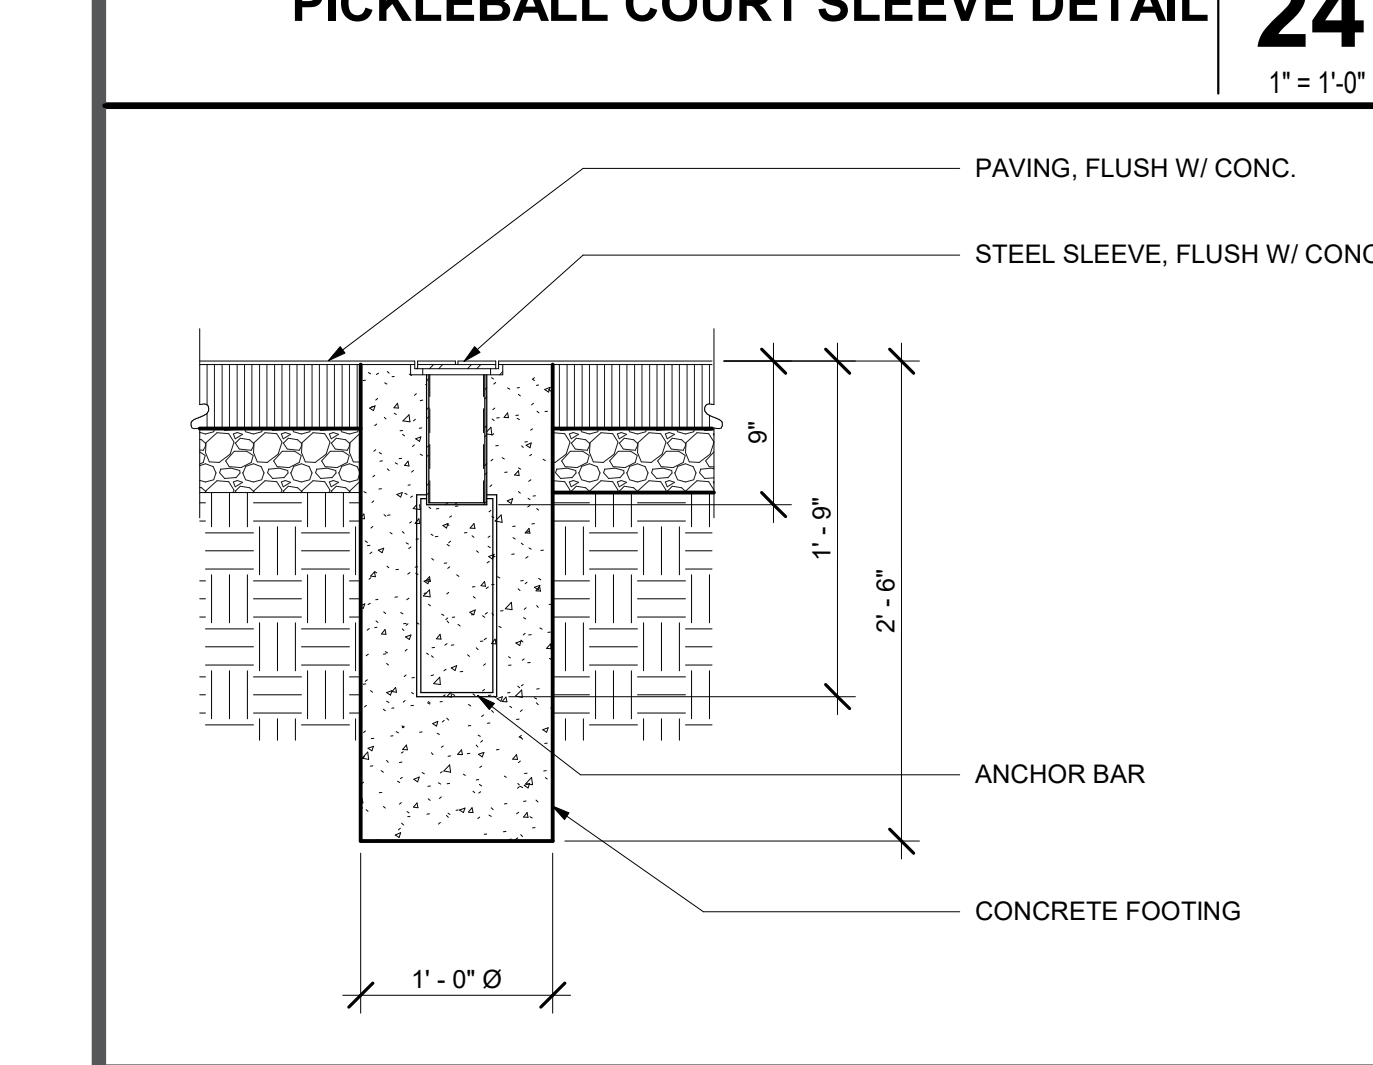 PICKLEBALL COURT SLEEVE DETAIL
24
1" = 1'-0"
PAVING, FLUSH W/ CONC.
STEEL SLEEVE, FLUSH W/ CONC
9"
1' - 9"
2' - 6"
ANCHOR BAR
CONCRETE FOOTING
1' - 0" Ø